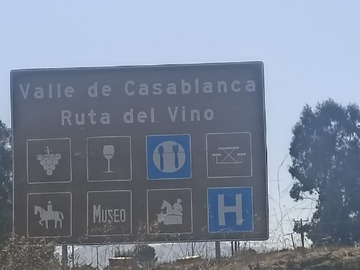 Valle de Casablanca
Ruta del Vino
MUSEO
H